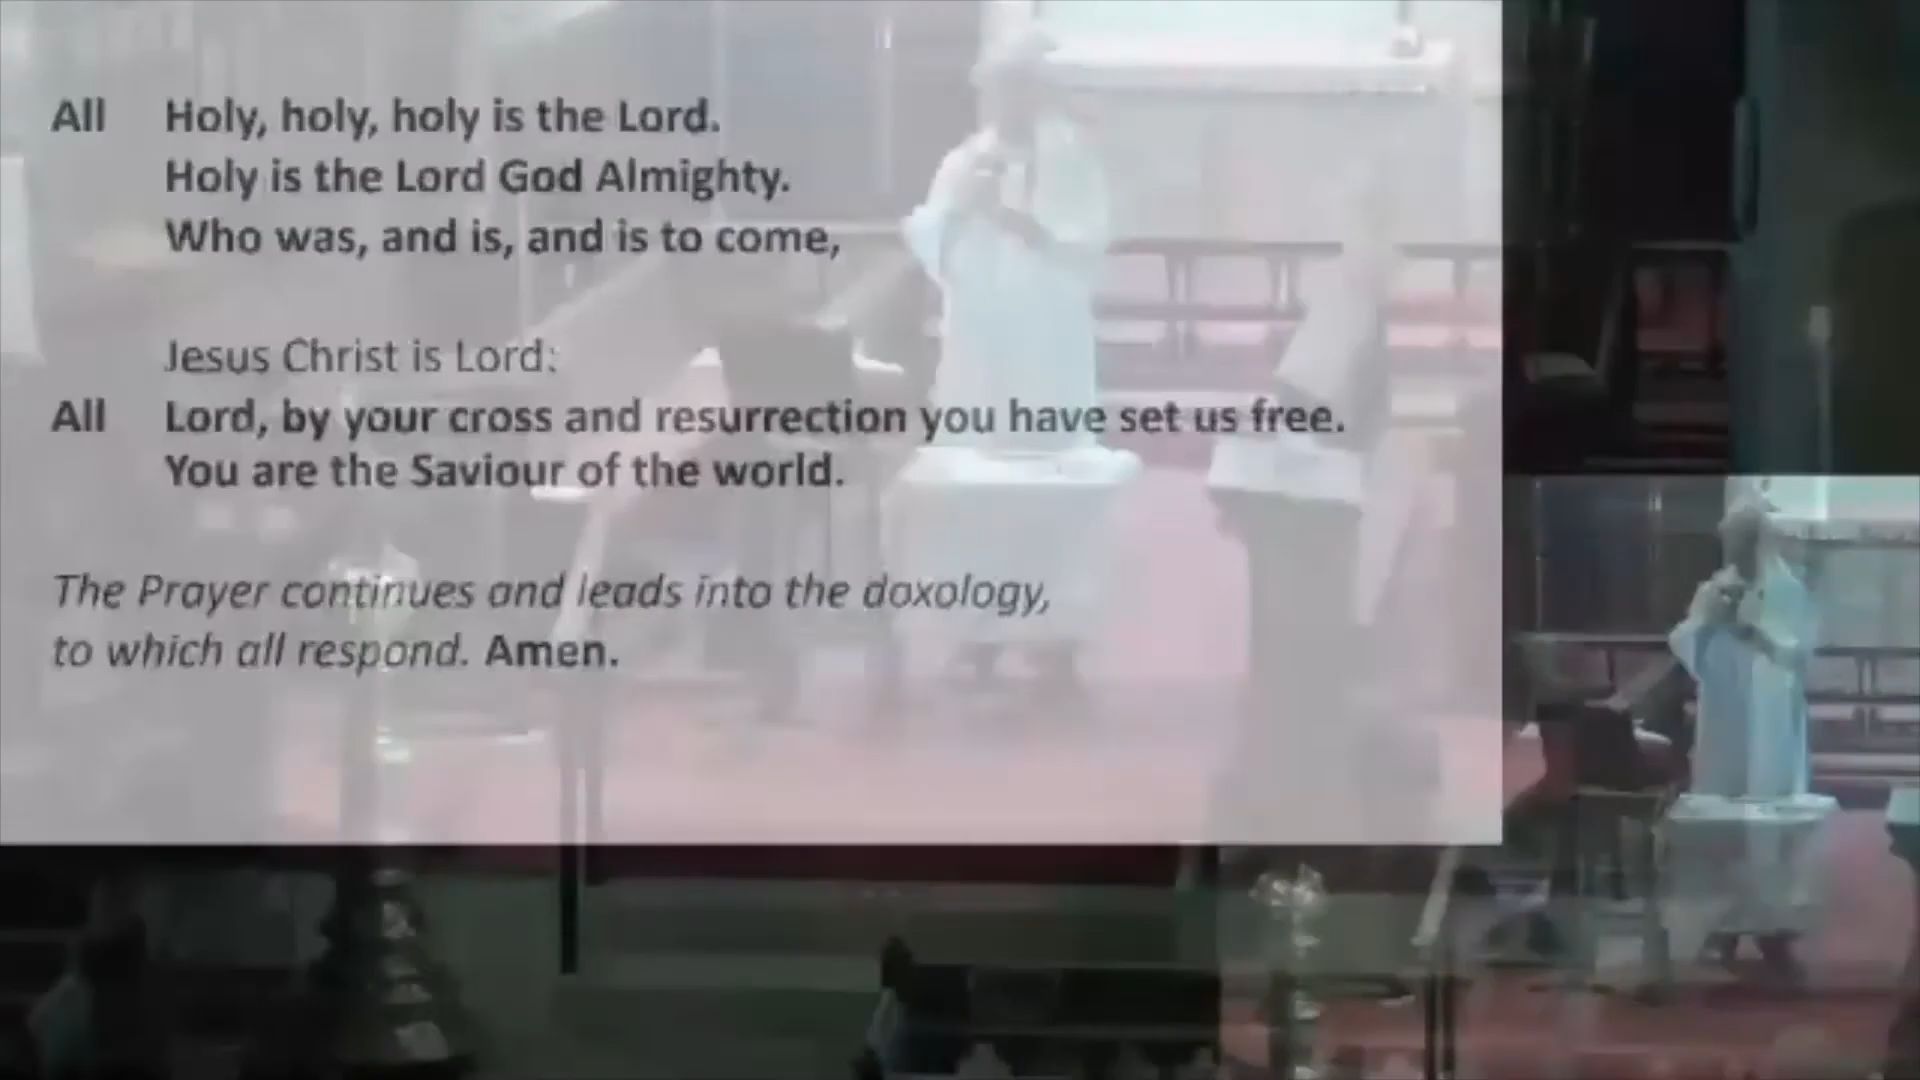 All Holy, holy, holy is the Lord.
Holy is the Lord God Almighty.
Who was, and is, and is to come,
Jesus Christ is Lord:
All Lord, by your cross and resurrection you have set us free.
You are the Saviour of the world.
The Prayer continues and leads into the doxology,
to which all respond. Amen.